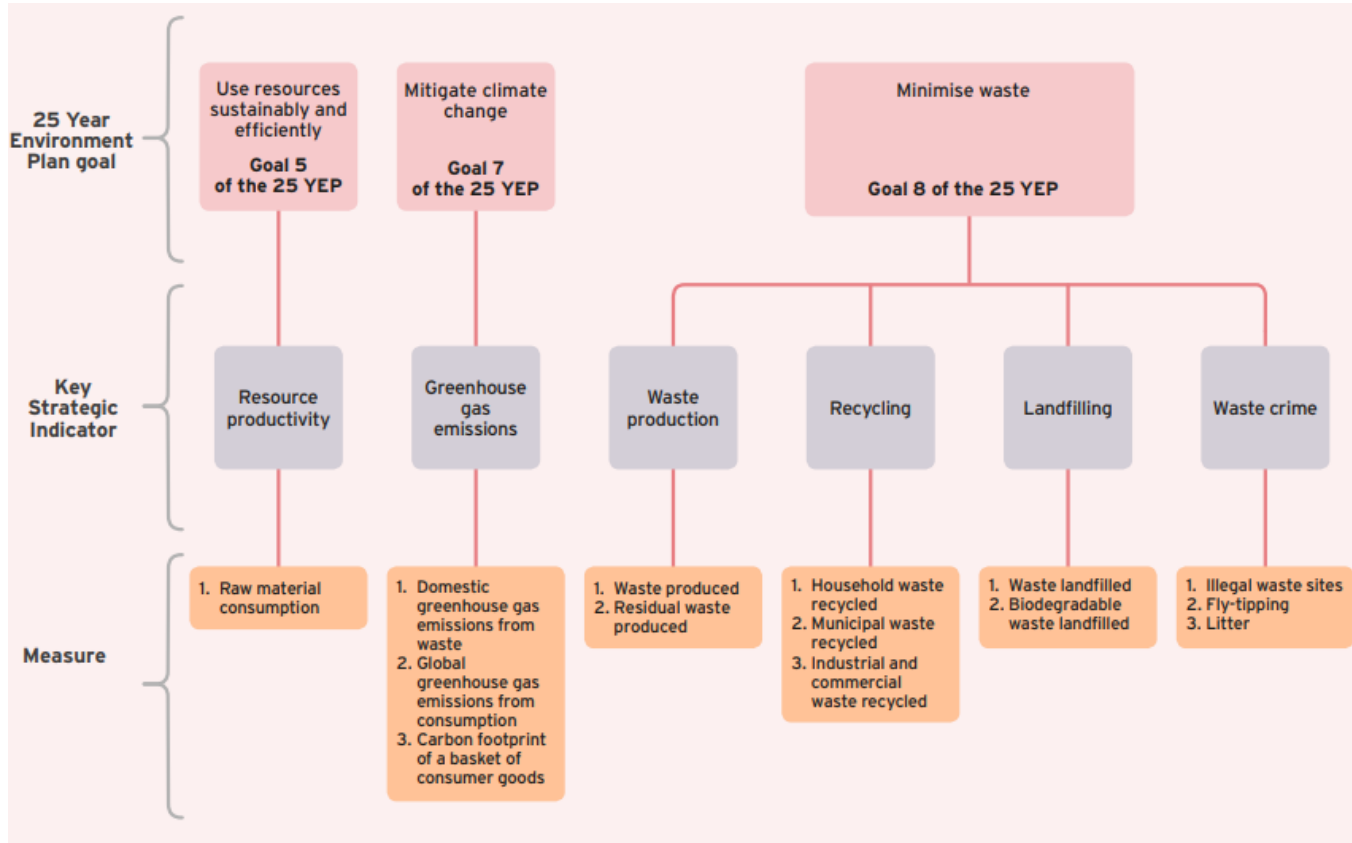 25 Year
Environment
Plan goal
Use resources
sustainably and
efficiently
Goal 5
of the 25 YEP
Mitigate climate
change
Goal 7
of the 25 YEP
Minimise waste
Goal 8 of the 25 YEP
Key
Strategic
Indicator
Resource
productivity
Greenhouse
gas
emissions
Waste
production
Recycling
Landfilling
Waste crime
Measure
1. Raw material
consumption
1. Domestic
greenhouse gas
emissions from
waste
2. Global
greenhouse gas
emissions from
consumption
3. Carbon footprint
of a basket of
consumer goods
1. Waste produced
2. Residual waste
produced
1. Household waste
recycled
2. Municipal waste
recycled
3. Industrial and
commercial
waste recycled
1. Waste landfilled
2. Biodegradable
waste landfilled
1. Illegal waste sites
2. Fly-tipping
3. Litter